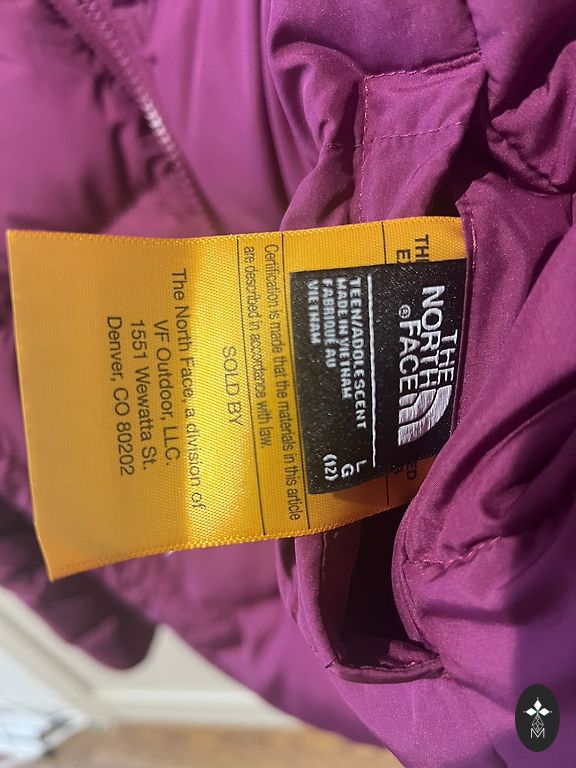 THE
NORTH
FACE
®
L
G
(12)
TEEN/ADOLESCENT
MADE IN VIETNAM
FABRIQUÉ AU
VIETNAM
Certification is made that the materials in this article
are described in accordance with law.
SOLD BY
The North Face, a division of
VF Outdoor, LLC.
1551 Wewatta St.
Denver, CO 80202
M